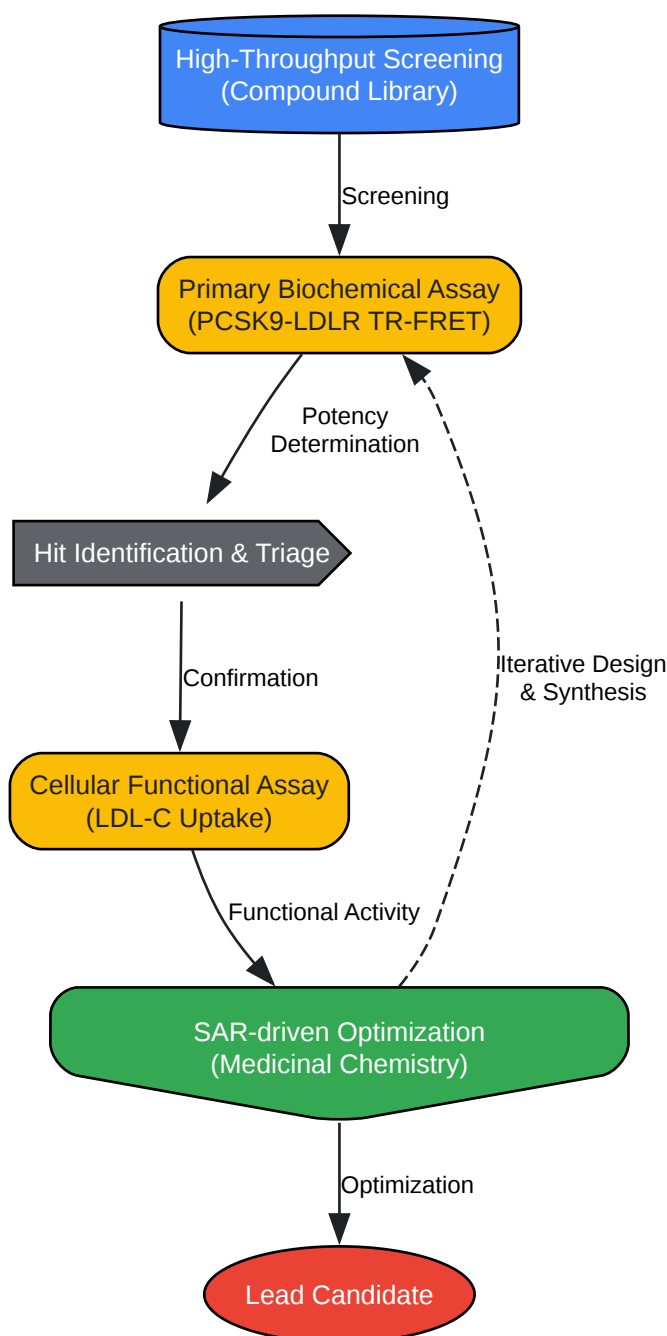 High-Throughput Screening
(Compound Library)
Screening
Primary Biochemical Assay
(PCSK9-LDLR TR-FRET)
Potency
Determination
Hit Identification & Triage
Iterative Design
& Synthesis
Confirmation
Cellular Functional Assay
(LDL-C Uptake)
Functional Activity
SAR-driven Optimization
(Medicinal Chemistry)
Optimization
Lead Candidate